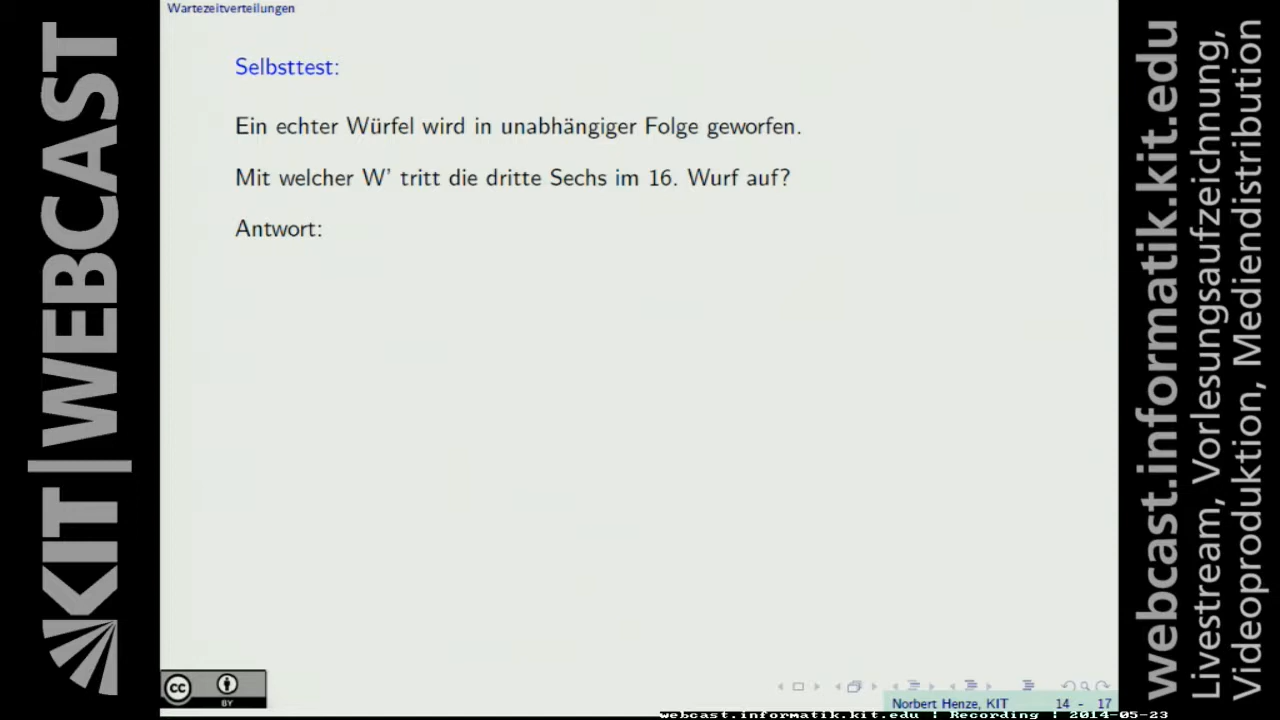 Wartezeitverteilungen
Selbsttest:
Ein echter Würfel wird in unabhängiger Folge geworfen.
Mit welcher W' tritt die dritte Sechs im 16. Wurf auf?
Antwort:
Norbert Henze, KIT 14 - 17
webcast.informatik.kit.edu | Recording | 2014-05-23
KIT|WEBCAST
cc
BY
webcast.informatik.kit.edu
Livestream, Vorlesungsaufzeichnung,
Videoproduktion, Mediendistribution